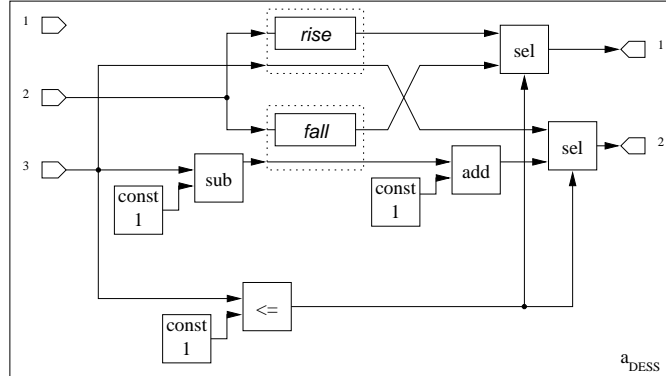 1
rise
sel
1
2
fall
sel
2
3
sub
add
const
1
const
1
<=
const
1
a DESS